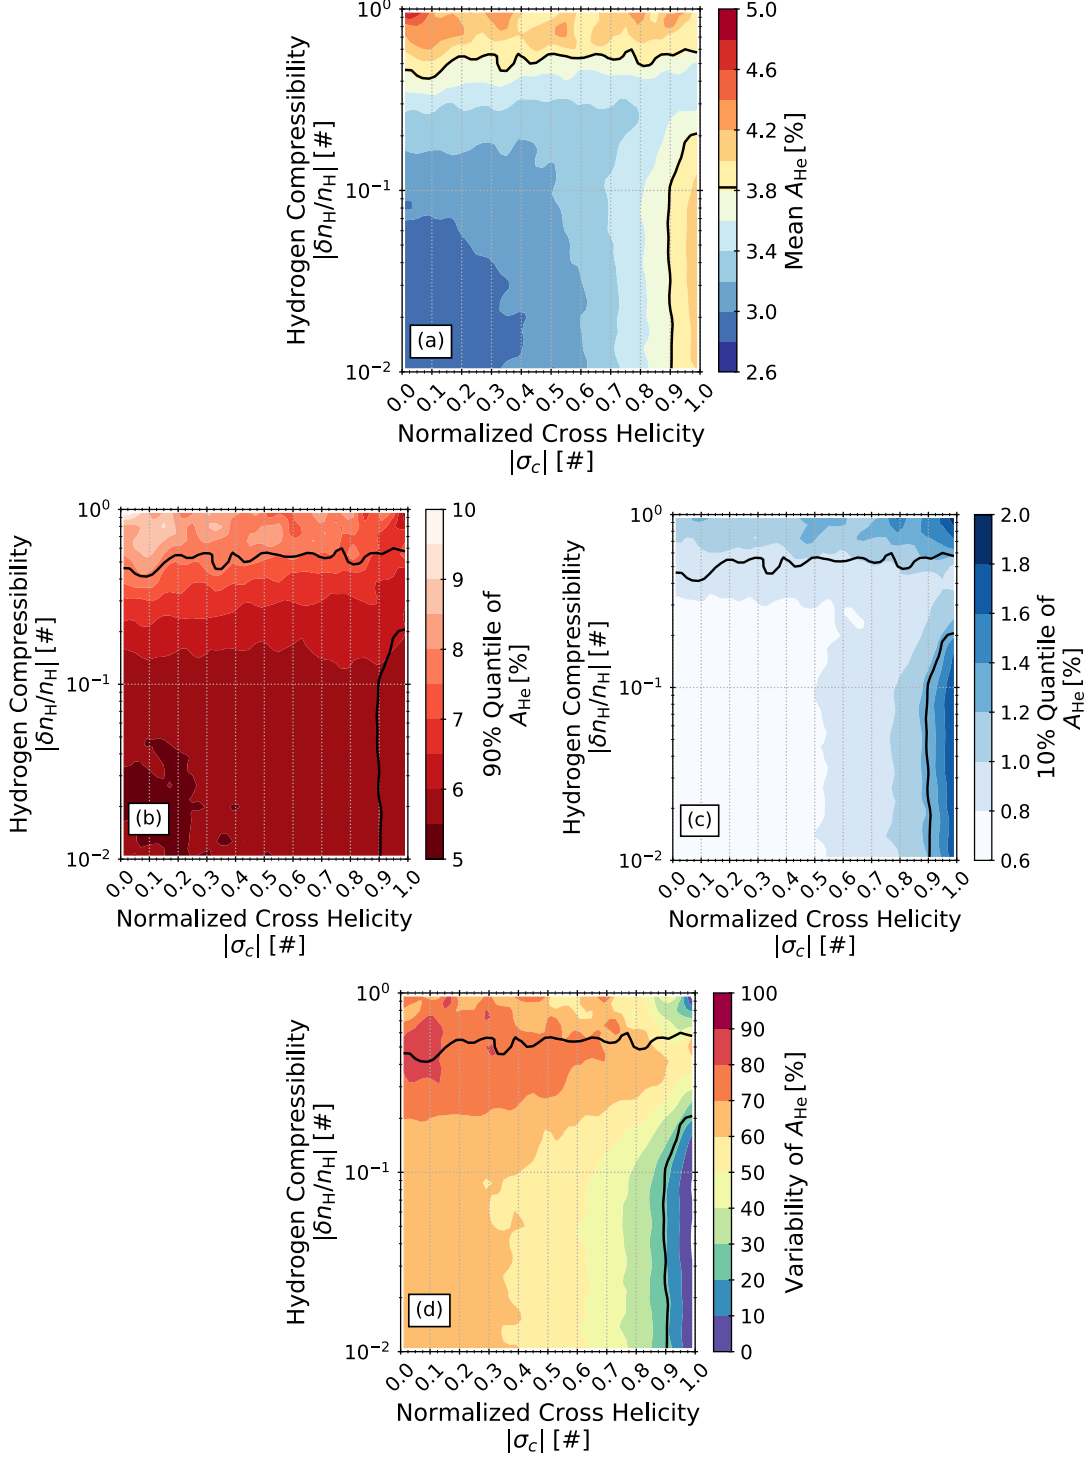 10⁰
10⁻¹
10⁻²
Hydrogen Compressibility
|δn_H/n_H| [#]
(a)
0.0 0.1 0.2 0.3 0.4 0.5 0.6 0.7 0.8 0.9 1.0
Normalized Cross Helicity
|σ_c| [#]
5.0
4.6
4.2
3.8
3.4
3.0
2.6
Mean A_He [%]
10⁰
10⁻¹
10⁻²
Hydrogen Compressibility
|δn_H/n_H| [#]
(b)
0.0 0.1 0.2 0.3 0.4 0.5 0.6 0.7 0.8 0.9 1.0
Normalized Cross Helicity
|σ_c| [#]
10
9
8
7
6
5
90% Quantile of
A_He [%]
10⁰
10⁻¹
10⁻²
Hydrogen Compressibility
|δn_H/n_H| [#]
(c)
0.0 0.1 0.2 0.3 0.4 0.5 0.6 0.7 0.8 0.9 1.0
Normalized Cross Helicity
|σ_c| [#]
2.0
1.8
1.6
1.4
1.2
1.0
0.8
0.6
10% Quantile of
A_He [%]
10⁰
10⁻¹
10⁻²
Hydrogen Compressibility
|δn_H/n_H| [#]
(d)
0.0 0.1 0.2 0.3 0.4 0.5 0.6 0.7 0.8 0.9 1.0
Normalized Cross Helicity
|σ_c| [#]
100
90
80
70
60
50
40
30
20
10
0
Variability of A_He [%]